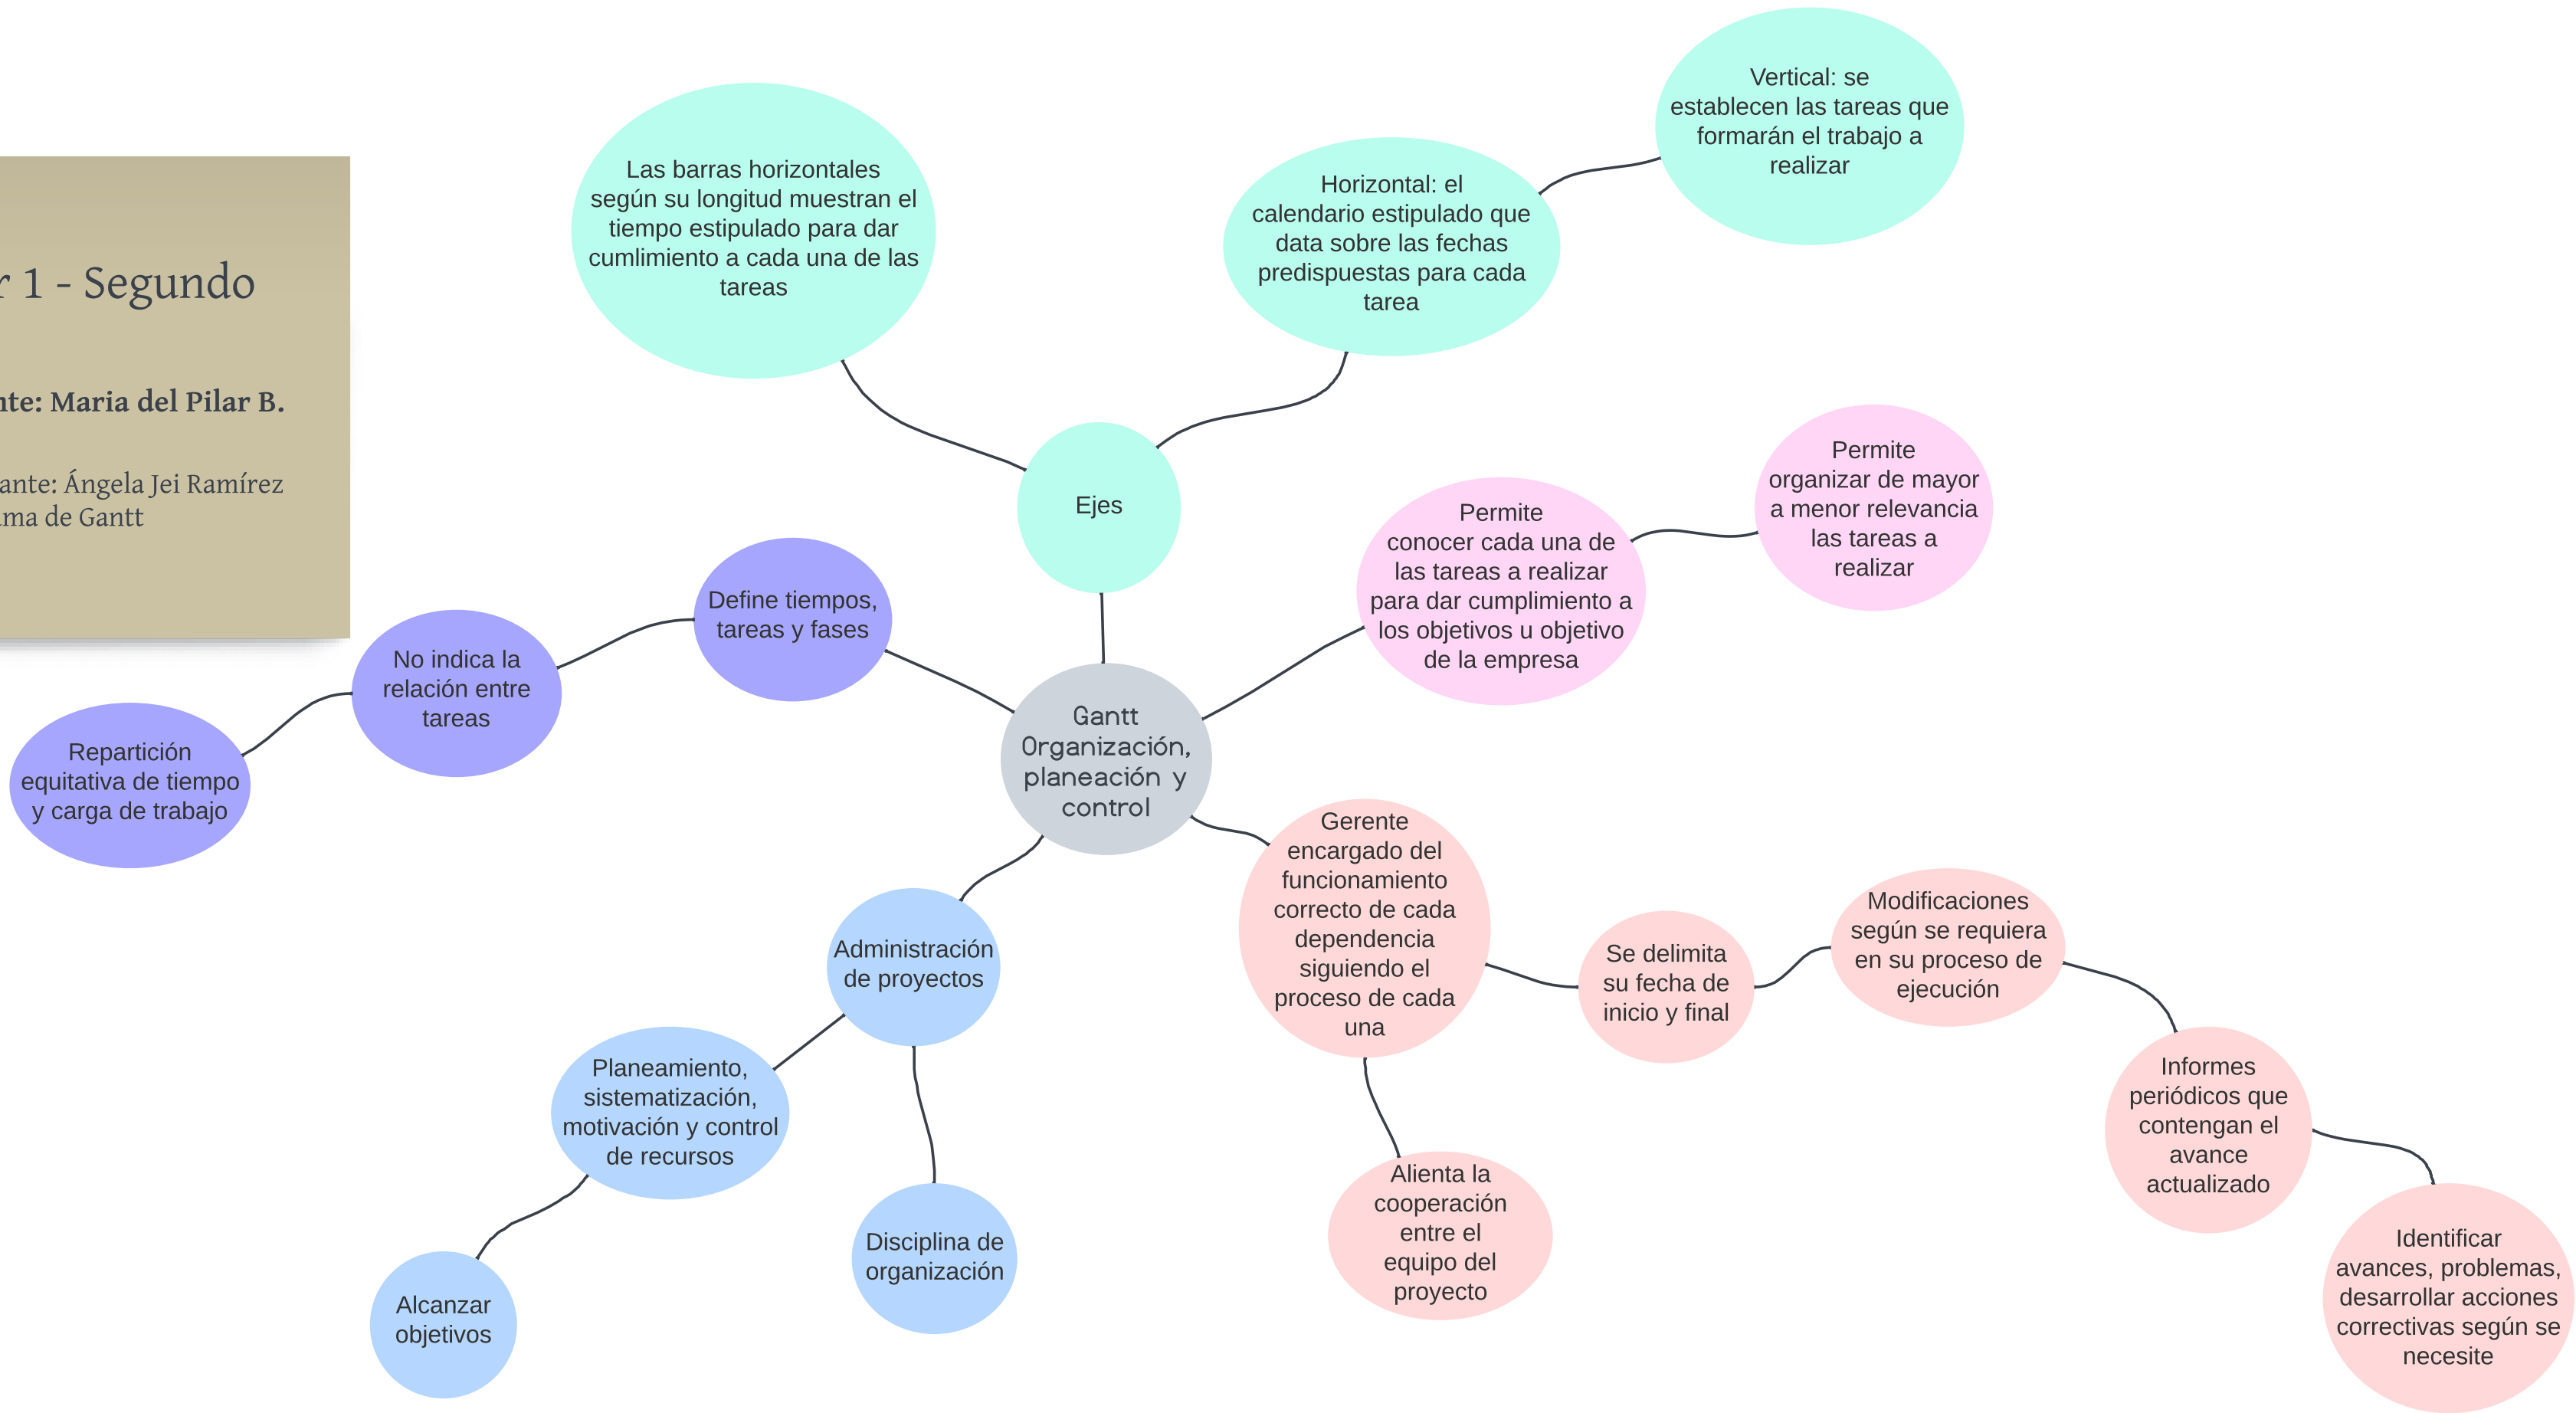 r 1 - Segundo
nte: Maria del Pilar B.
ante: Ángela Jei Ramírez
ma de Gantt
Las barras horizontales
según su longitud muestran el
tiempo estipulado para dar
cumlimiento a cada una de las
tareas
Horizontal: el
calendario estipulado que
data sobre las fechas
predispuestas para cada
tarea
Vertical: se
establecen las tareas que
formarán el trabajo a
realizar
Ejes
Permite
conocer cada una de
las tareas a realizar
para dar cumplimiento a
los objetivos u objetivo
de la empresa
Permite
organizar de mayor
a menor relevancia
las tareas a
realizar
Define tiempos,
tareas y fases
No indica la
relación entre
tareas
Repartición
equitativa de tiempo
y carga de trabajo
Gantt
Organización,
planeación y
control
Gerente
encargado del
funcionamiento
correcto de cada
dependencia
siguiendo el
proceso de cada
una
Se delimita
su fecha de
inicio y final
Modificaciones
según se requiera
en su proceso de
ejecución
Informes
periódicos que
contengan el
avance
actualizado
Identificar
avances, problemas,
desarrollar acciones
correctivas según se
necesite
Alienta la
cooperación
entre el
equipo del
proyecto
Administración
de proyectos
Planeamiento,
sistematización,
motivación y control
de recursos
Disciplina de
organización
Alcanzar
objetivos